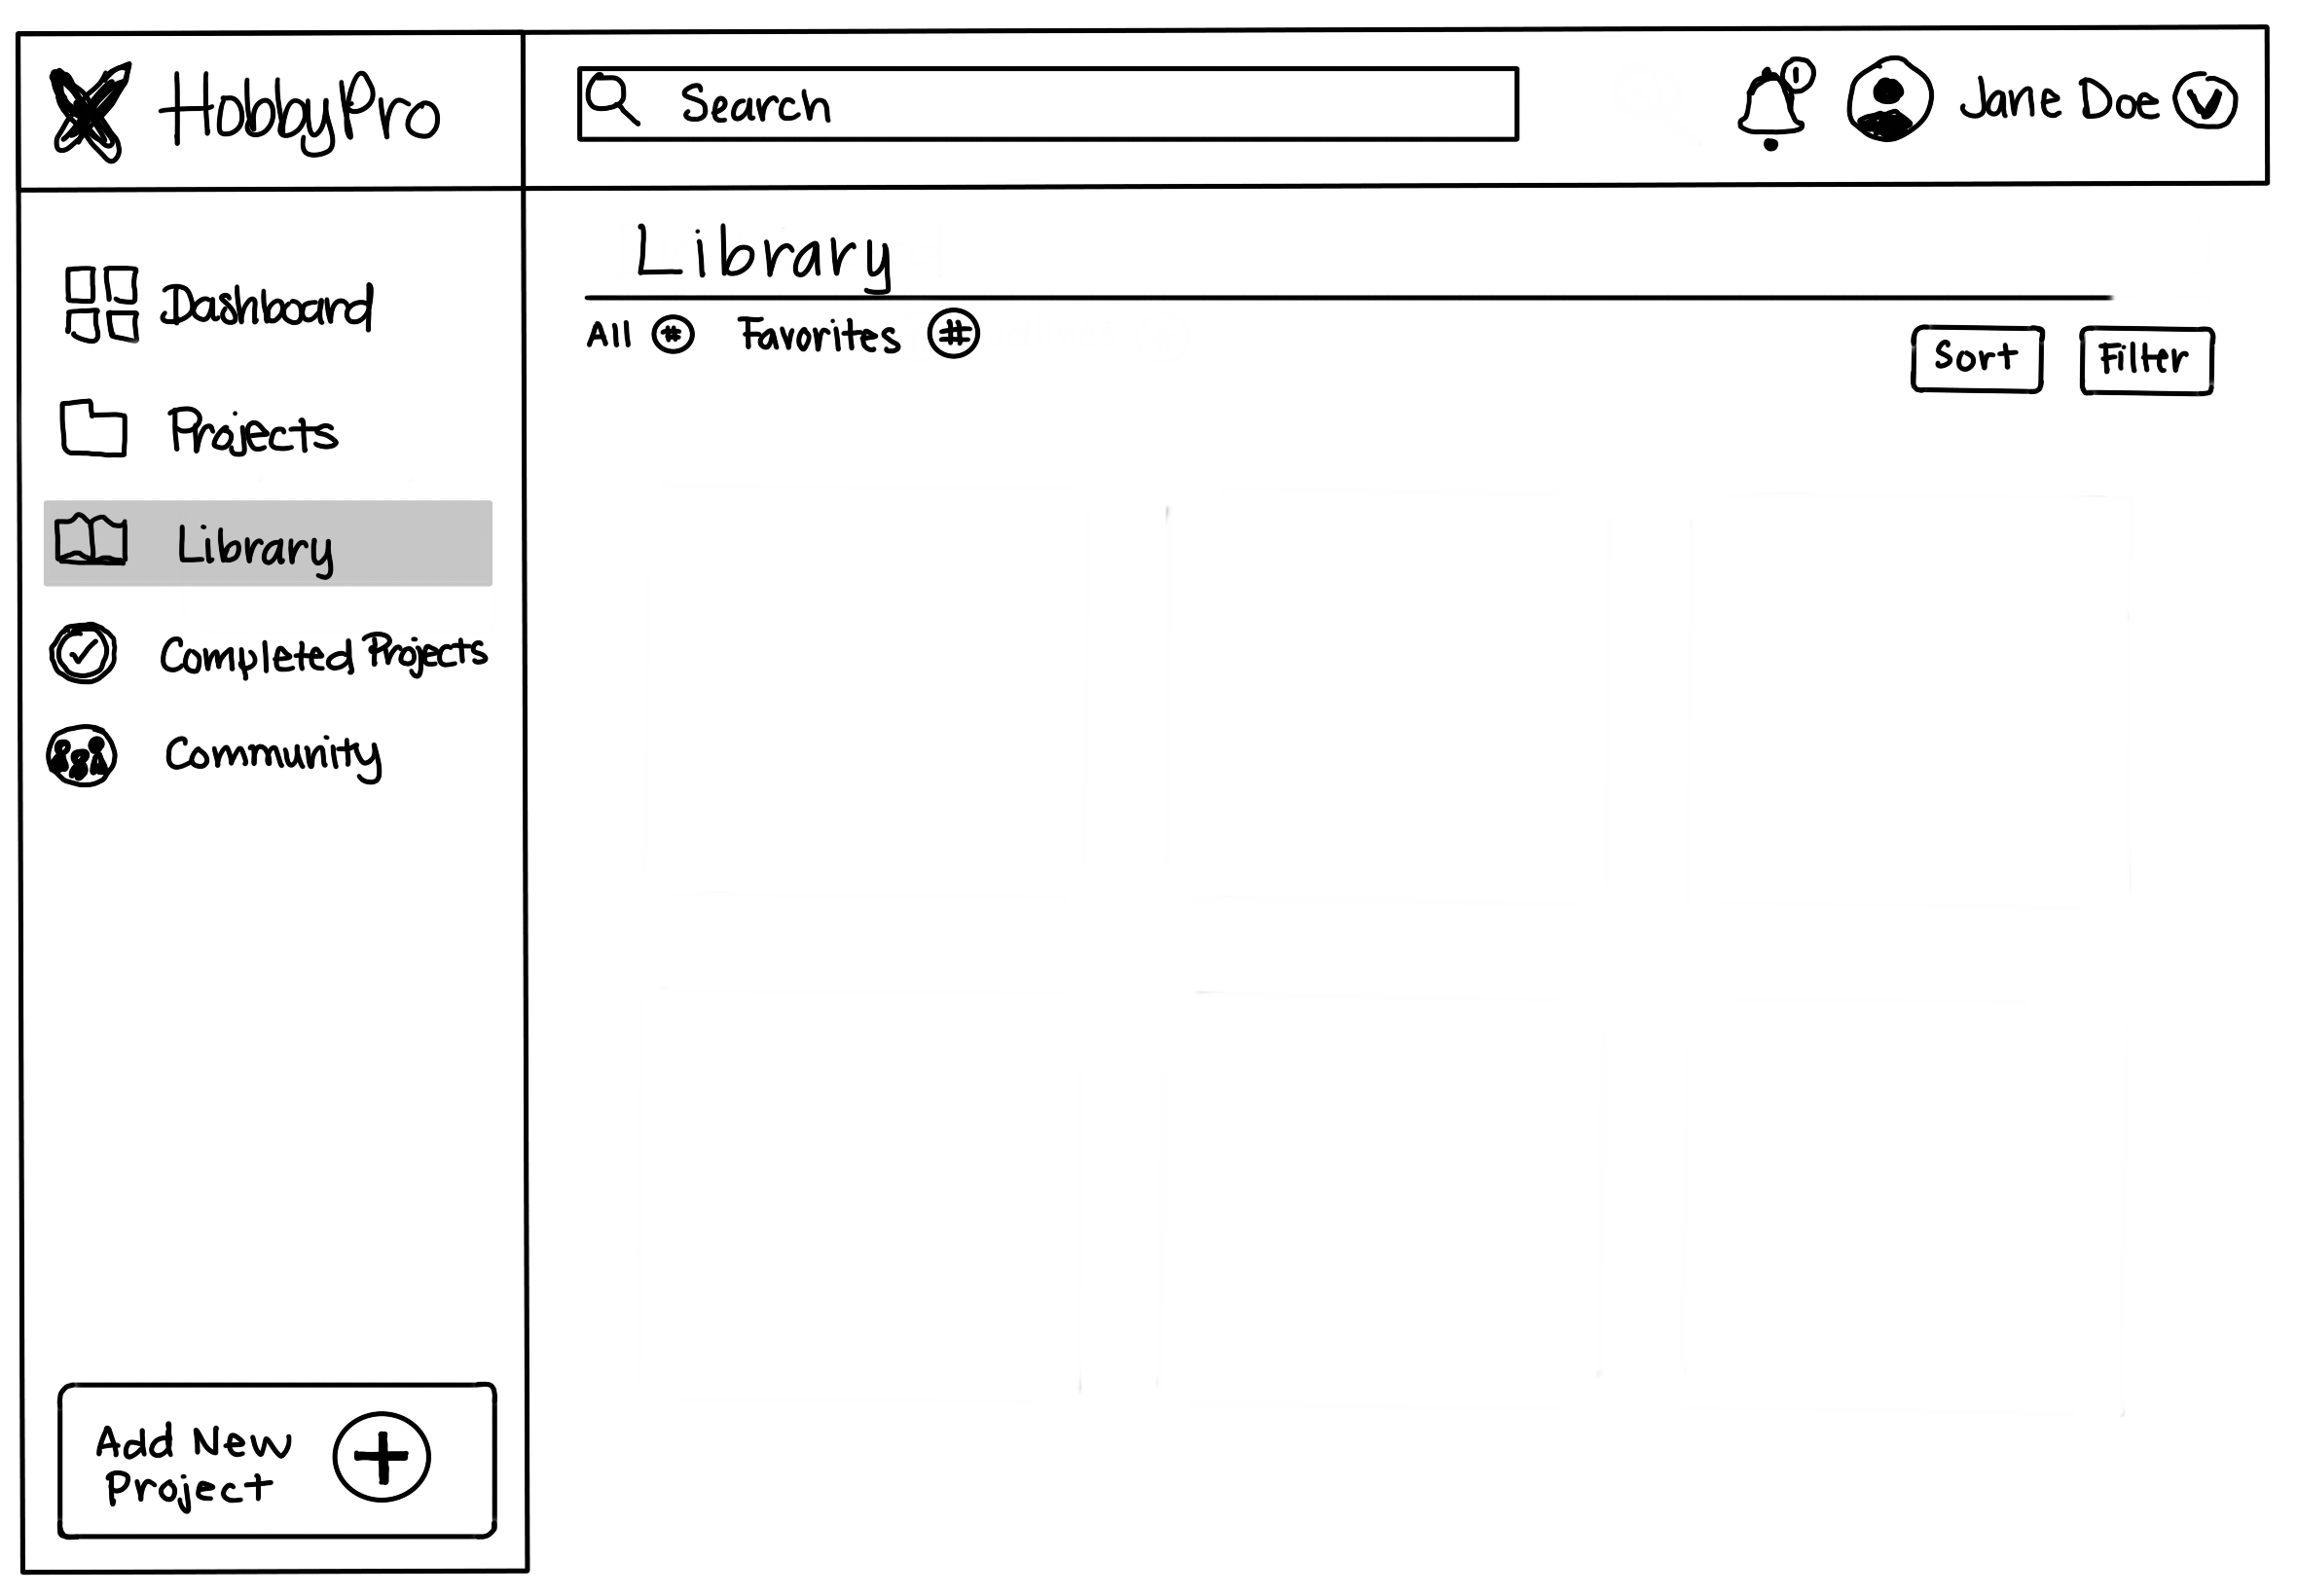 HobbyPro
Search
1
Jane Doe
Library
All # Favorites #
Sort
Filter
Dashboard
Projects
Library
Completed Projects
Community
Add New
Project